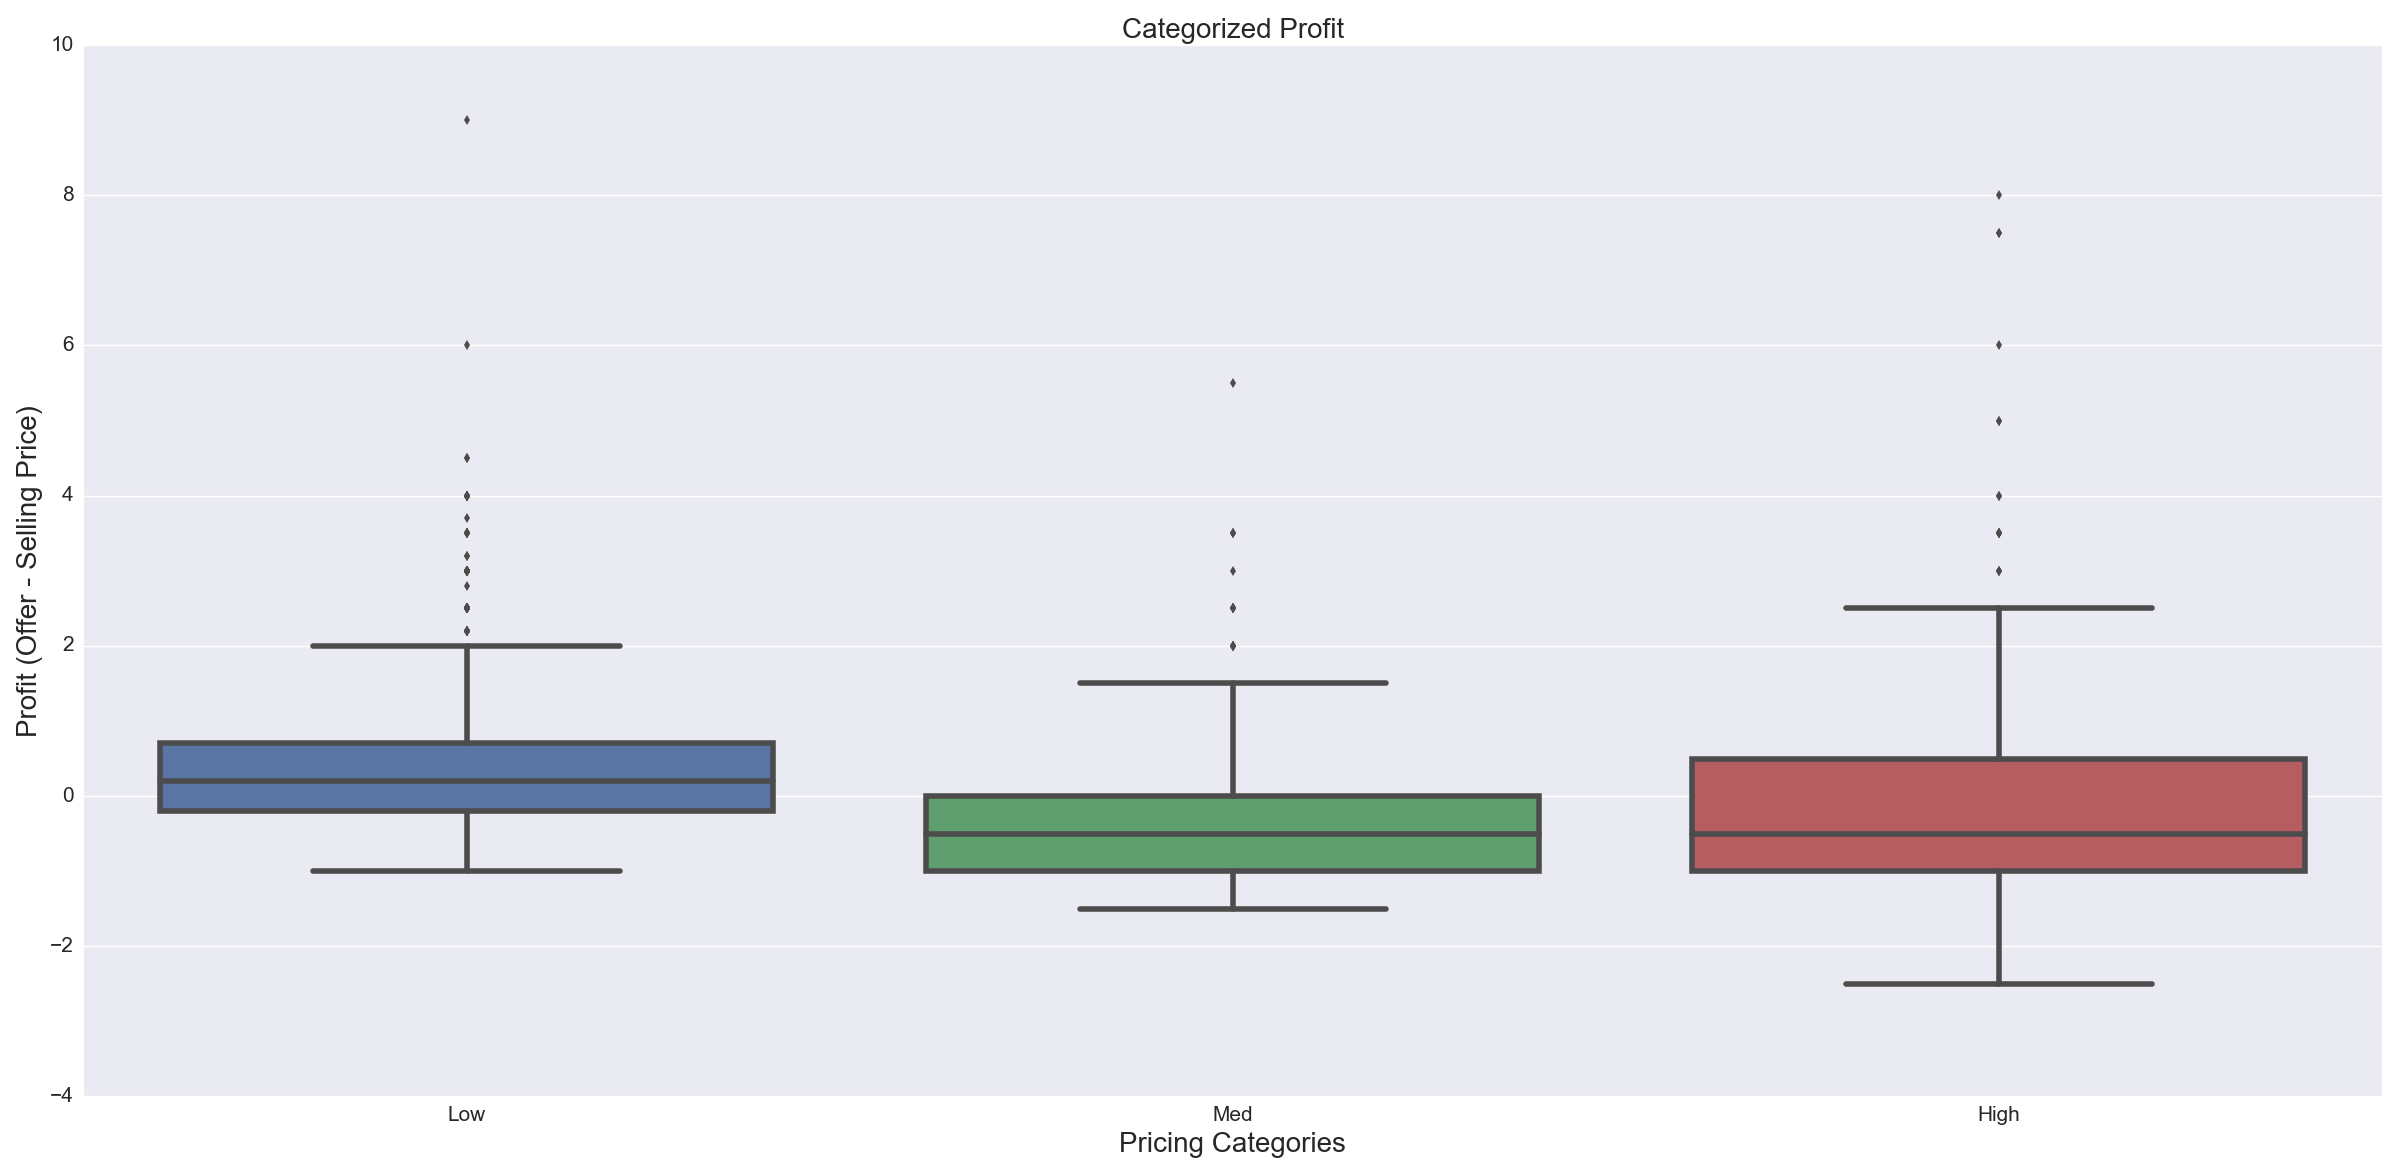 Categorized Profit
10
8
6
4
2
0
−2
−4
Profit (Offer - Selling Price)
Low Med High
Pricing Categories